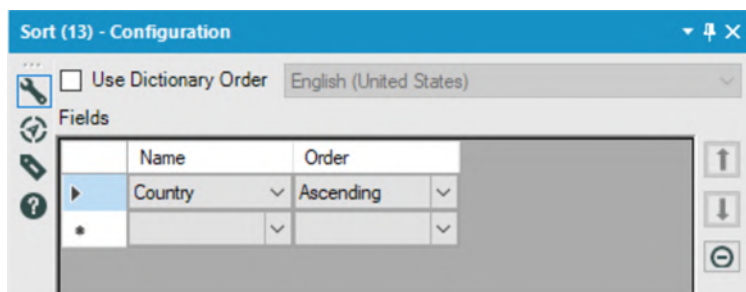 Sort (13) - Configuration
Use Dictionary Order English (United States)
Fields
Name Order
Country Ascending